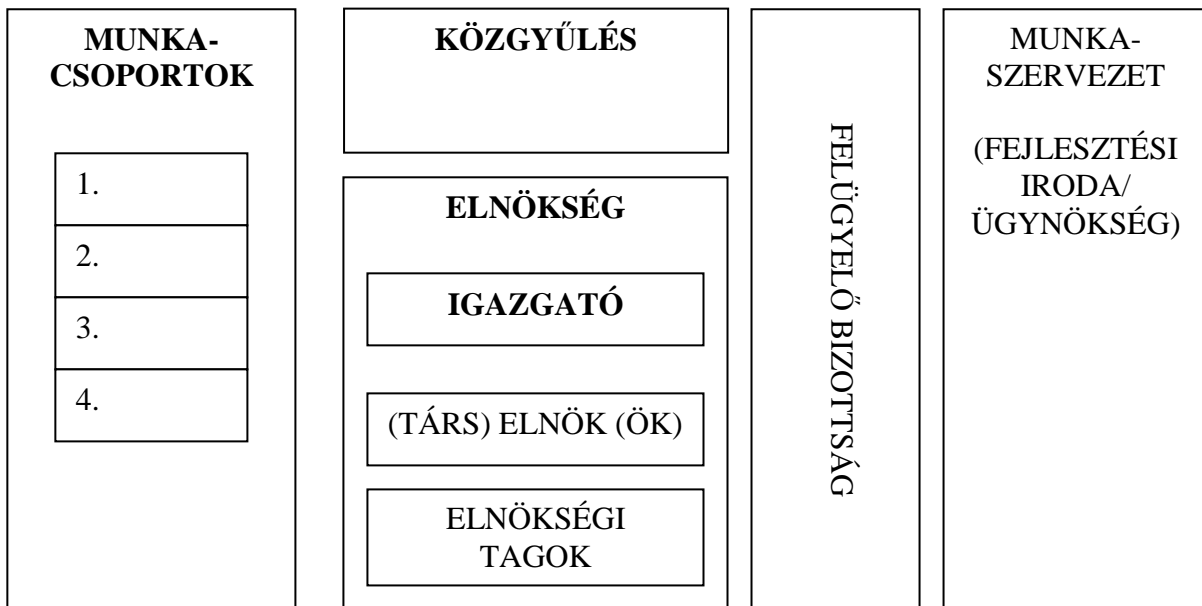 MUNKA-
CSOPORTOK
1.
2.
3.
4.
KÖZGYŰLÉS
ELNÖKSÉG
IGAZGATÓ
(TÁRS) ELNÖK (ÖK)
ELNÖKSÉGI
TAGOK
FELÜGYELŐ BIZOTTSÁG
MUNKA-
SZERVEZET
(FEJLESZTÉSI
IRODA/
ÜGYNÖKSÉG)